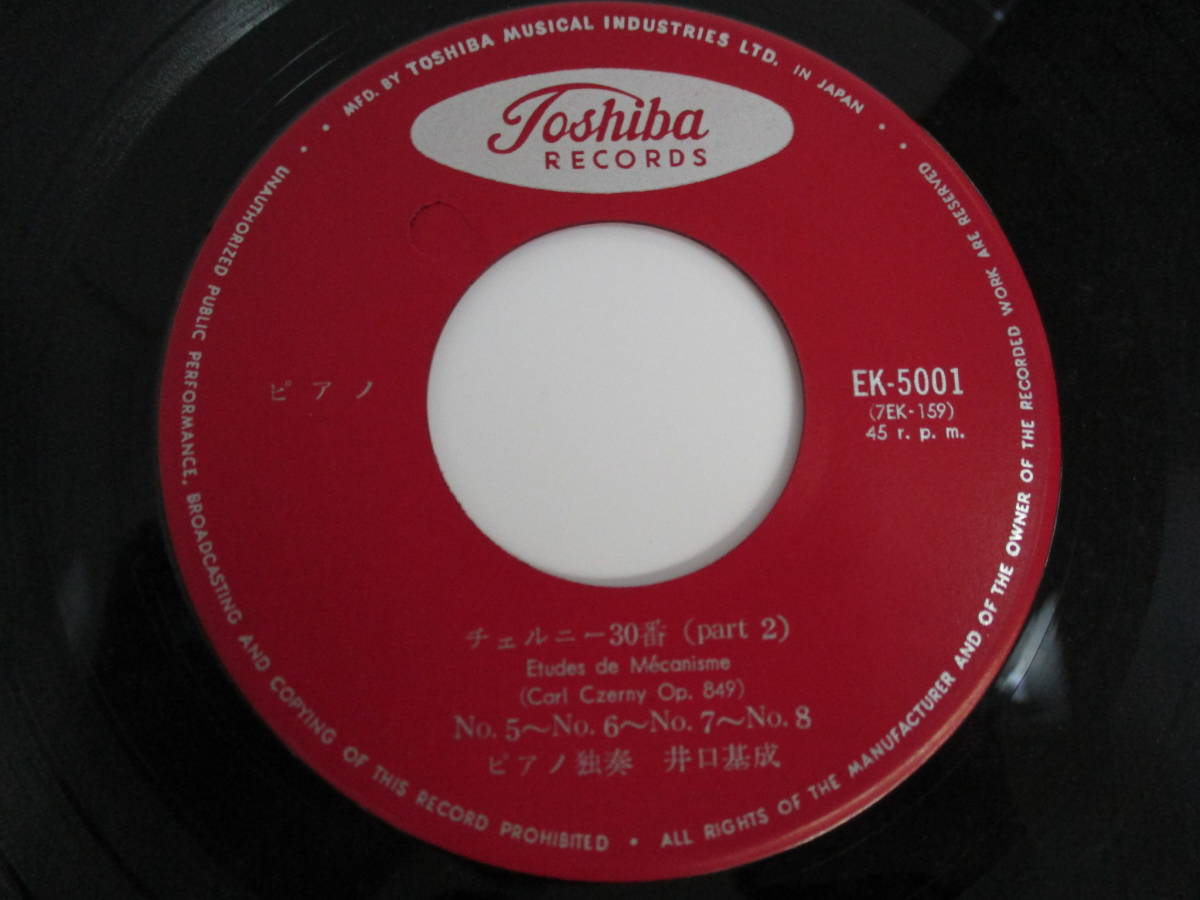 MFD. BY TOSHIBA MUSICAL INDUSTRIES LTD. IN JAPAN
Toshiba
RECORDS
ピアノ
EK-5001
(7EK-159)
45 r. p. m.
チェルニー30番 (part 2)
Etudes de Mécanisme
(Carl Czerny Op. 849)
No. 5〜No. 6〜No. 7〜No. 8
ピアノ独奏 井口基成
UNAUTHORIZED PUBLIC PERFORMANCE, BROADCASTING AND COPYING OF THIS RECORD PROHIBITED • ALL RIGHTS OF THE MANUFACTURER AND OF THE OWNER OF THE RECORDED WORK ARE RESERVED